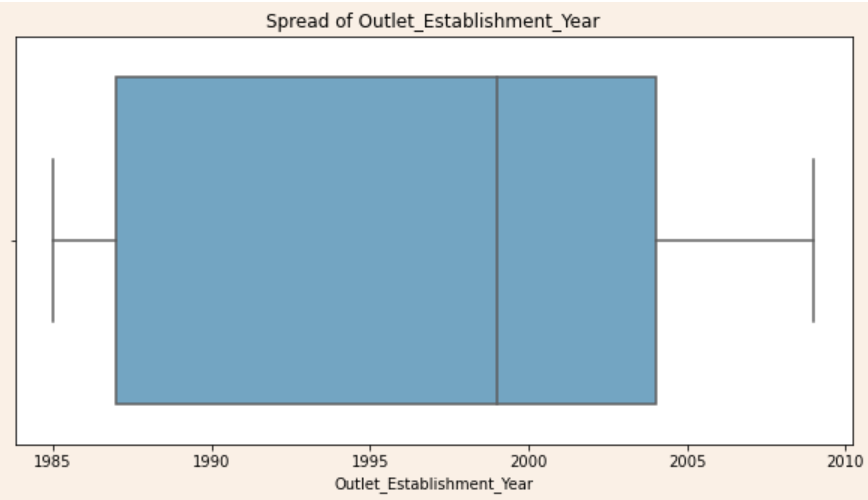 Spread of Outlet_Establishment_Year
1985 1990 1995 2000 2005 2010
Outlet_Establishment_Year